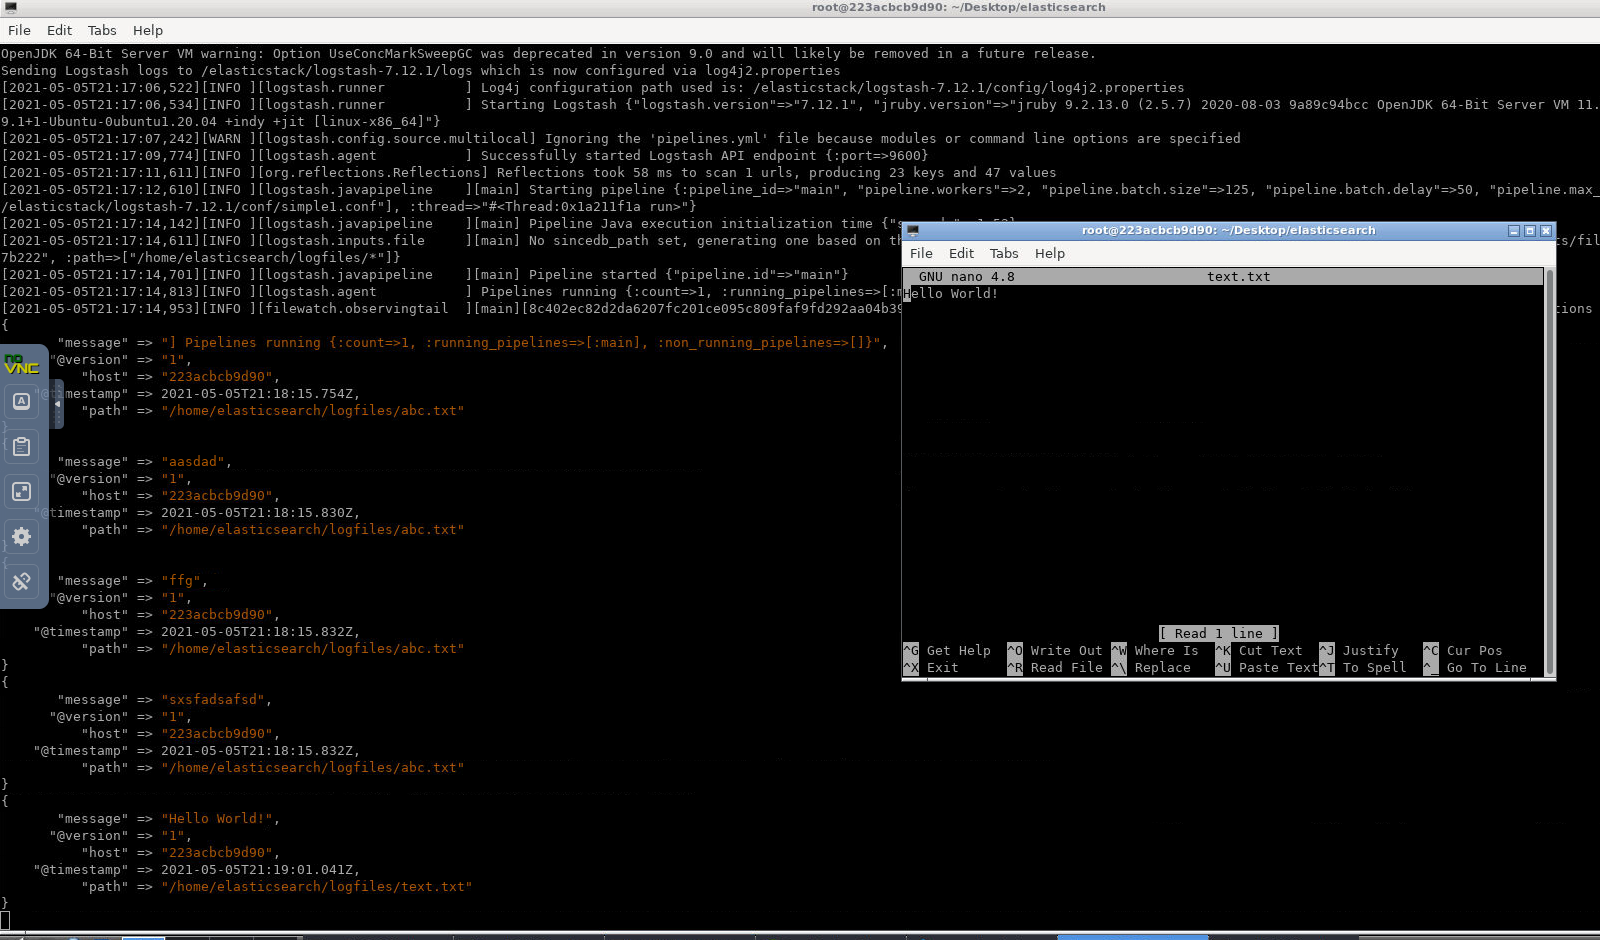 root@223acbcb9d90: ~/Desktop/elasticsearch
File Edit Tabs Help
OpenJDK 64-Bit Server VM warning: Option UseConcMarkSweepGC was deprecated in version 9.0 and will likely be removed in a future release.
Sending Logstash logs to /elasticstack/logstash-7.12.1/logs which is now configured via log4j2.properties
[2021-05-05T21:17:06,522][INFO ][logstash.runner          ] Log4j configuration path used is: /elasticstack/logstash-7.12.1/config/log4j2.properties
[2021-05-05T21:17:06,534][INFO ][logstash.runner          ] Starting Logstash {"logstash.version"=>"7.12.1", "jruby.version"=>"jruby 9.2.13.0 (2.5.7) 2020-08-03 9a89c94bcc OpenJDK 64-Bit Server VM 11.
9.1+1-Ubuntu-0ubuntu1.20.04 +indy +jit [linux-x86_64]"}
[2021-05-05T21:17:07,242][WARN ][logstash.config.source.multilocal] Ignoring the 'pipelines.yml' file because modules or command line options are specified
[2021-05-05T21:17:09,774][INFO ][logstash.agent           ] Successfully started Logstash API endpoint {:port=>9600}
[2021-05-05T21:17:11,611][INFO ][org.reflections.Reflections] Reflections took 58 ms to scan 1 urls, producing 23 keys and 47 values
[2021-05-05T21:17:12,610][INFO ][logstash.javapipeline    ][main] Starting pipeline {:pipeline_id=>"main", "pipeline.workers"=>2, "pipeline.batch.size"=>125, "pipeline.batch.delay"=>50, "pipeline.max_
/elasticstack/logstash-7.12.1/conf/simple1.conf"], :thread=>"#<Thread:0x1a211f1a run>"}
[2021-05-05T21:17:14,142][INFO ][logstash.javapipeline    ][main] Pipeline Java execution initialization time
[2021-05-05T21:17:14,611][INFO ][logstash.inputs.file     ][main] No sincedb_path set, generating one based on th
7b222", :path=>["/home/elasticsearch/logfiles/*"]}
[2021-05-05T21:17:14,701][INFO ][logstash.javapipeline    ][main] Pipeline started {"pipeline.id"=>"main"}
[2021-05-05T21:17:14,813][INFO ][logstash.agent           ] Pipelines running {:count=>1, :running_pipelines=>[:
[2021-05-05T21:17:14,953][INFO ][filewatch.observingtail  ][main][8c402ec82d2da6207fc201ce095c809faf9fd292aa04b39
{
"message" => "] Pipelines running {:count=>1, :running_pipelines=>[:main], :non_running_pipelines=>[]}",
"@version" => "1",
"host" => "223acbcb9d90",
"@timestamp" => 2021-05-05T21:18:15.754Z,
"path" => "/home/elasticsearch/logfiles/abc.txt"
"message" => "aasdad",
"@version" => "1",
"host" => "223acbcb9d90",
"@timestamp" => 2021-05-05T21:18:15.830Z,
"path" => "/home/elasticsearch/logfiles/abc.txt"
"message" => "ffg",
"@version" => "1",
"host" => "223acbcb9d90",
"@timestamp" => 2021-05-05T21:18:15.832Z,
"path" => "/home/elasticsearch/logfiles/abc.txt"
}
{
"message" => "sxsfadsafsd",
"@version" => "1",
"host" => "223acbcb9d90",
"@timestamp" => 2021-05-05T21:18:15.832Z,
"path" => "/home/elasticsearch/logfiles/abc.txt"
}
{
"message" => "Hello World!",
"@version" => "1",
"host" => "223acbcb9d90",
"@timestamp" => 2021-05-05T21:19:01.041Z,
"path" => "/home/elasticsearch/logfiles/text.txt"
}
no
VNC
root@223acbcb9d90: ~/Desktop/elasticsearch
File Edit Tabs Help
GNU nano 4.8 text.txt
Hello World!
[ Read 1 line ]
^G Get Help ^O Write Out ^W Where Is ^K Cut Text ^J Justify ^C Cur Pos
^X Exit ^R Read File ^\ Replace ^U Paste Text ^T To Spell ^_ Go To Line